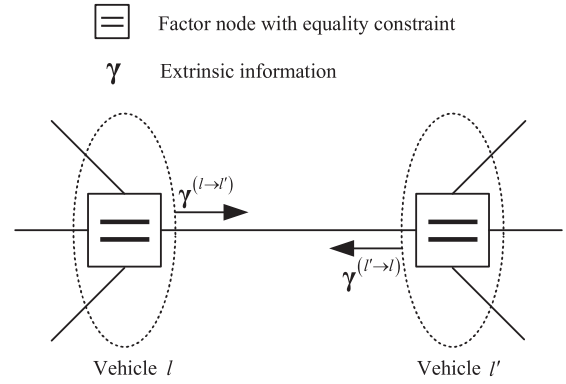 = Factor node with equality constraint
γ Extrinsic information
γ^(l→l′)
= =
γ^(l′→l)
Vehicle l Vehicle l′